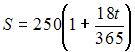 S = 250(1 + 18t/365)